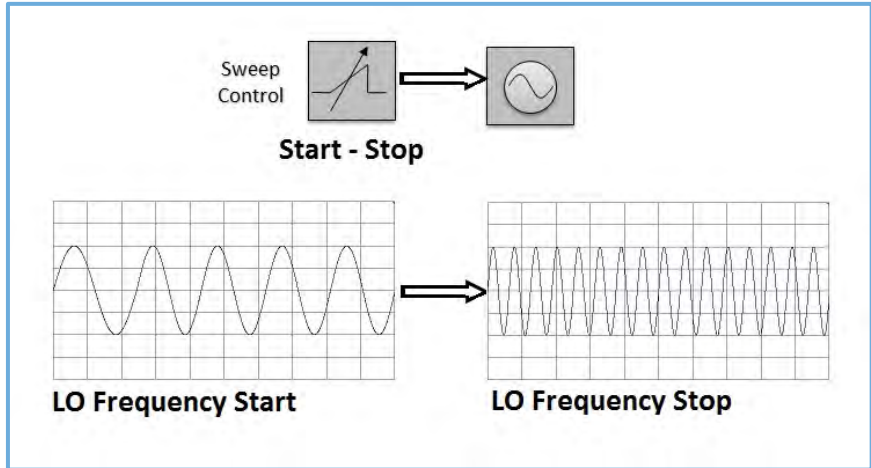 Sweep
Control
Start - Stop
LO Frequency Start
LO Frequency Stop